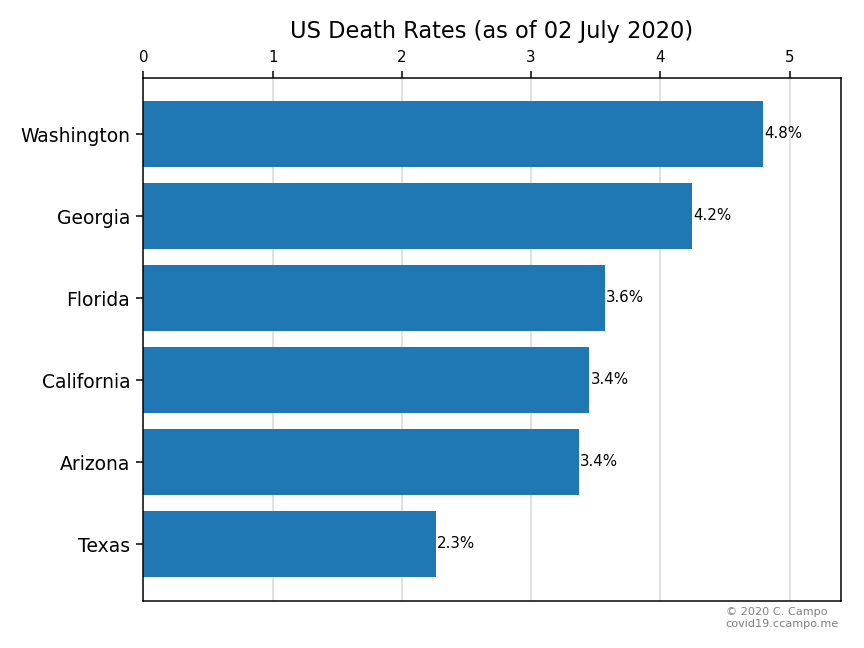 US Death Rates (as of 02 July 2020)
0 1 2 3 4 5
Washington 4.8%
Georgia 4.2%
Florida 3.6%
California 3.4%
Arizona 3.4%
Texas 2.3%
© 2020 C. Campo
covid19.ccampo.me